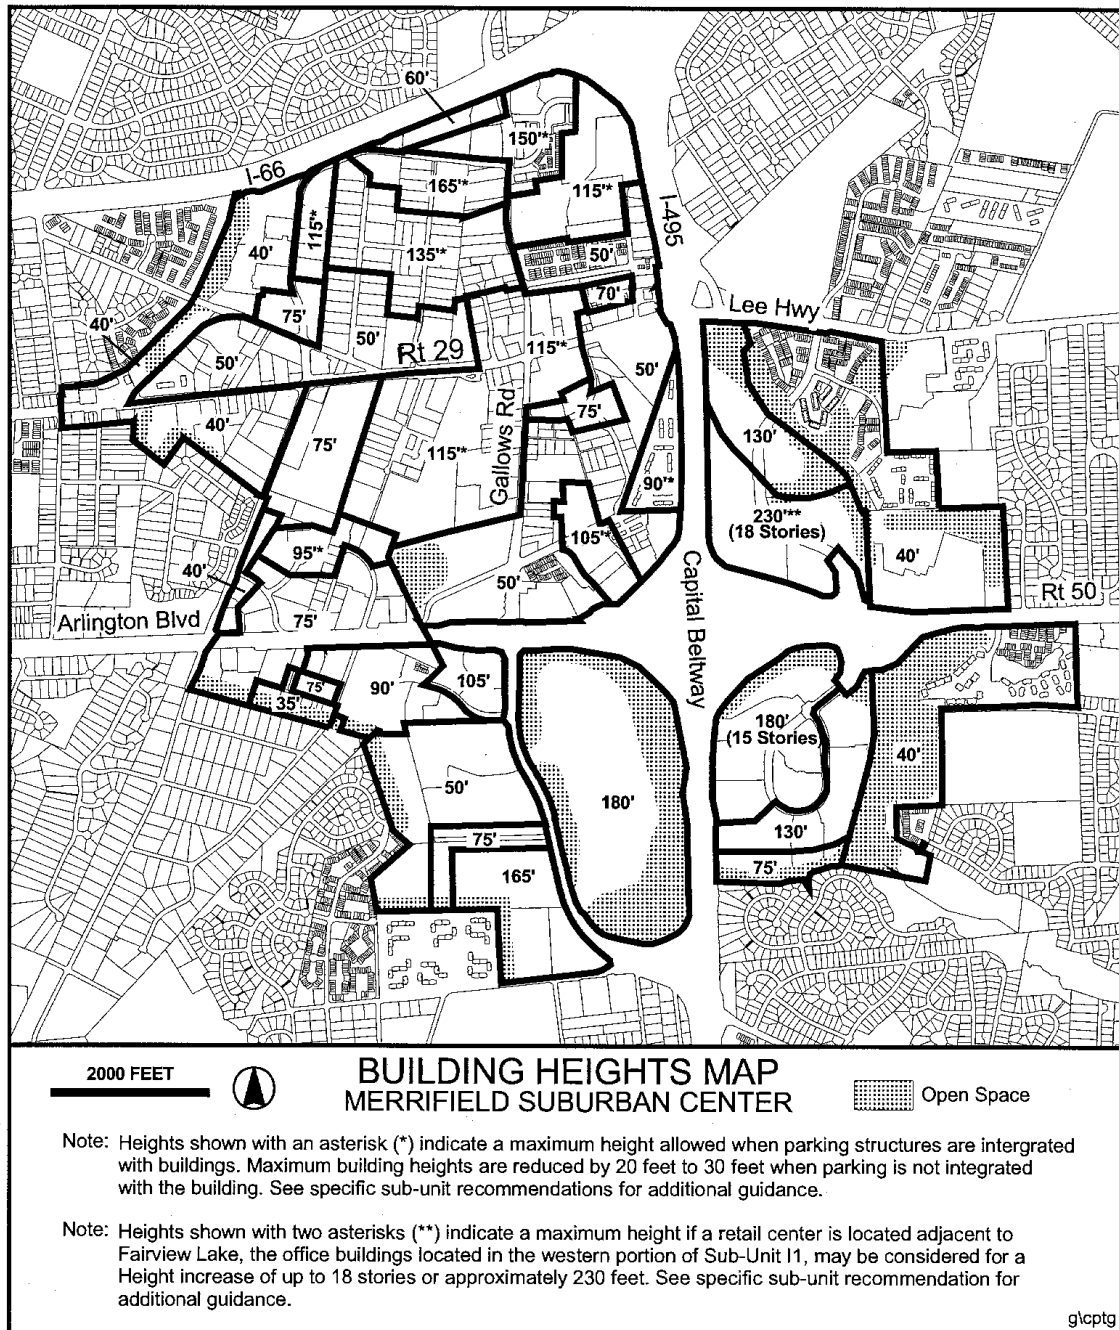 60'
150'*
I-66
165'*
115'*
115'*
I-495
40'
135'*
50'
70'
Lee Hwy
40'
75'
50'
115'*
50'
Rt 29
50'
Gallows Rd
75'
130'
40'
75'
115'*
90'*
230'**
(18 Stories)
95'*
105'*
40'
40'
50'
Capital Beltway
Rt 50
Arlington Blvd
75'
75'
90'
105'
35'
180'
(15 Stories)
40'
50'
180'
75'
130'
165'
75'
2000 FEET
BUILDING HEIGHTS MAP
MERRIFIELD SUBURBAN CENTER
Open Space
Note: Heights shown with an asterisk (*) indicate a maximum height allowed when parking structures are intergrated
with buildings. Maximum building heights are reduced by 20 feet to 30 feet when parking is not integrated
with the building. See specific sub-unit recommendations for additional guidance.
Note: Heights shown with two asterisks (**) indicate a maximum height if a retail center is located adjacent to
Fairview Lake, the office buildings located in the western portion of Sub-Unit I1, may be considered for a
Height increase of up to 18 stories or approximately 230 feet. See specific sub-unit recommendation for
additional guidance.
g\cptg